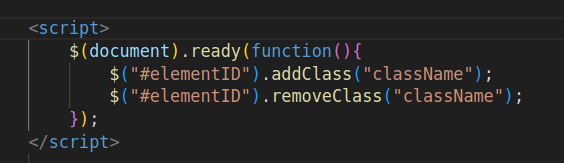 <script>
$(document).ready(function(){
$("#elementID").addClass("className");
$("#elementID").removeClass("className");
});
</script>